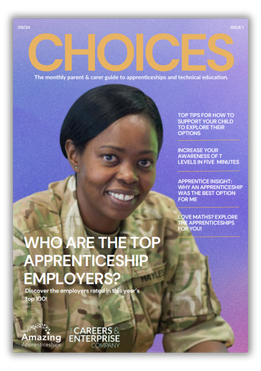 09/24
ISSUE 1
CHOICES
The monthly parent & carer guide to apprenticeships and technical education.
TOP TIPS FOR HOW TO
SUPPORT YOUR CHILD
TO EXPLORE THEIR
OPTIONS
INCREASE YOUR
AWARENESS OF T
LEVELS IN FIVE MINUTES
APPRENTICE INSIGHT:
WHY AN APPRENTICESHIP
WAS THE BEST OPTION
FOR ME
LOVE MATHS? EXPLORE
THE APPRENTICESHIPS
FOR YOU!
WHO ARE THE TOP
APPRENTICESHIP
EMPLOYERS?
Discover the employers rated in this year's
Top 100!
Amazing
Apprenticeships
CAREERS &
ENTERPRISE
COMPANY